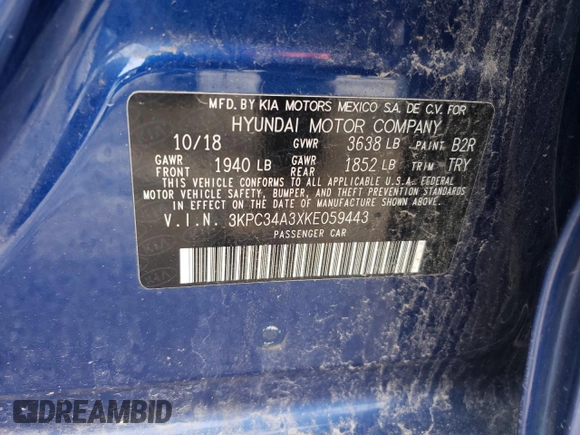 MFD. BY KIA MOTORS MEXICO S.A. DE C.V. FOR
HYUNDAI MOTOR COMPANY
10/18 GVWR 3638 LB PAINT B2R
GAWR FRONT 1940 LB GAWR REAR 1852 LB TRIM TRY
THIS VEHICLE CONFORMS TO ALL APPLICABLE U.S.A. FEDERAL
MOTOR VEHICLE SAFETY, BUMPER, AND THEFT PREVENTION STANDARDS
IN EFFECT ON THE DATE OF MANUFACTURE SHOWN ABOVE.
V.I.N. 3KPC34A3XKE059443
PASSENGER CAR
DREAMBID